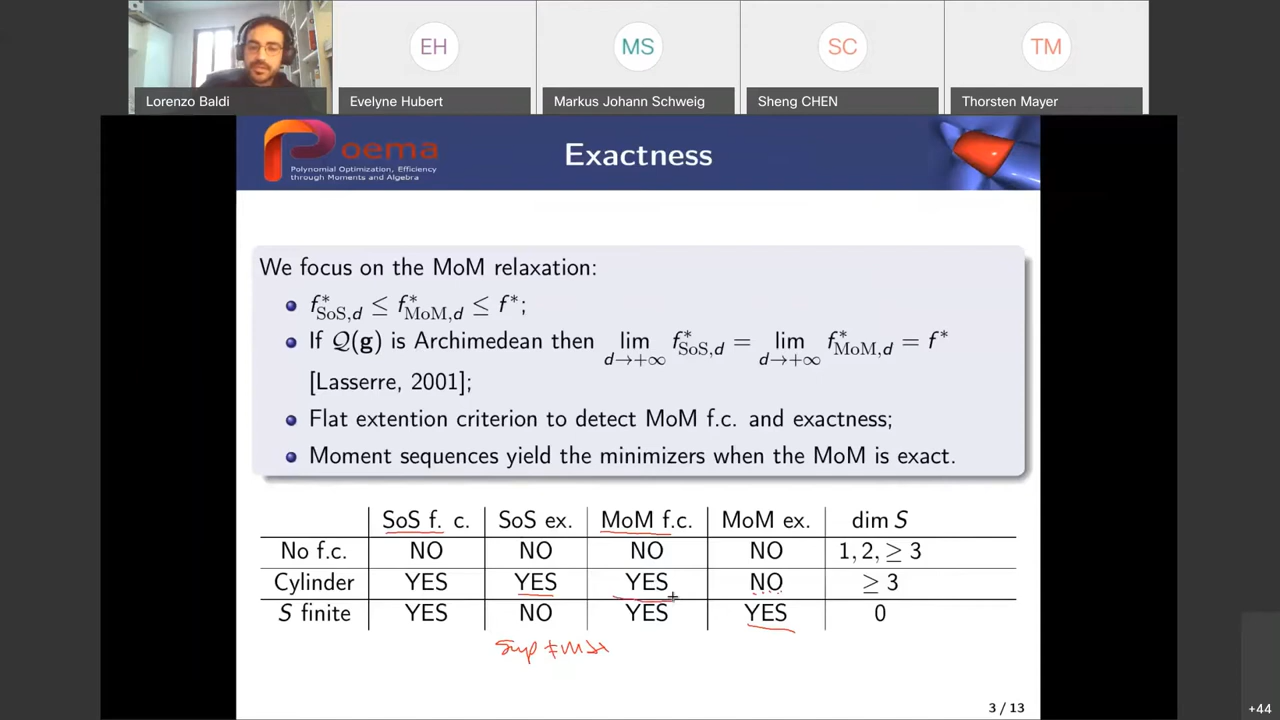 EH
MS
SC
TM
Lorenzo Baldi
Evelyne Hubert
Markus Johann Schweig
Sheng CHEN
Thorsten Mayer
Poema
Polynomial Optimization, Efficiency
through Moments and Algebra
Exactness
We focus on the MoM relaxation:
f*SoS,d ≤ f*MoM,d ≤ f*;
If Q(g) is Archimedean then lim d→+∞ f*SoS,d = lim d→+∞ f*MoM,d = f*
[Lasserre, 2001];
Flat extention criterion to detect MoM f.c. and exactness;
Moment sequences yield the minimizers when the MoM is exact.
SoS f. c. SoS ex. MoM f.c. MoM ex. dim S
No f.c. NO NO NO NO 1, 2, ≥ 3
Cylinder YES YES YES NO ≥ 3
S finite YES NO YES YES 0
Sup ≠
3 / 13
+44